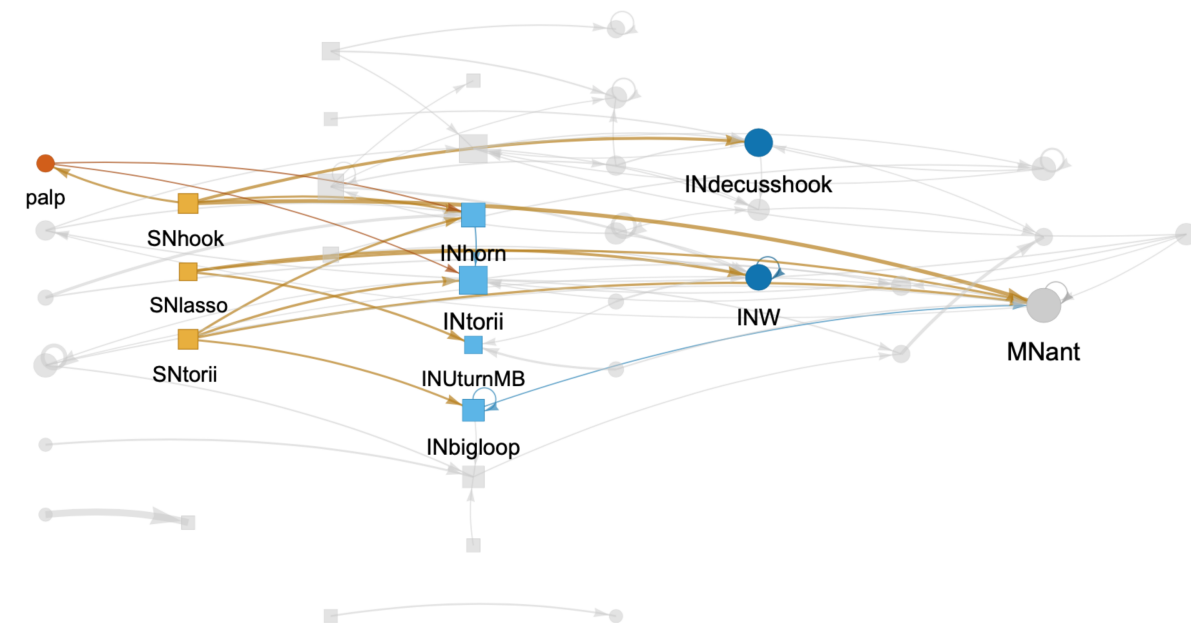 palp
SNhook
SNlasso
SNtorii
INhorn
INtorii
INUturnMB
INbigloop
INdecusshook
INW
MNant